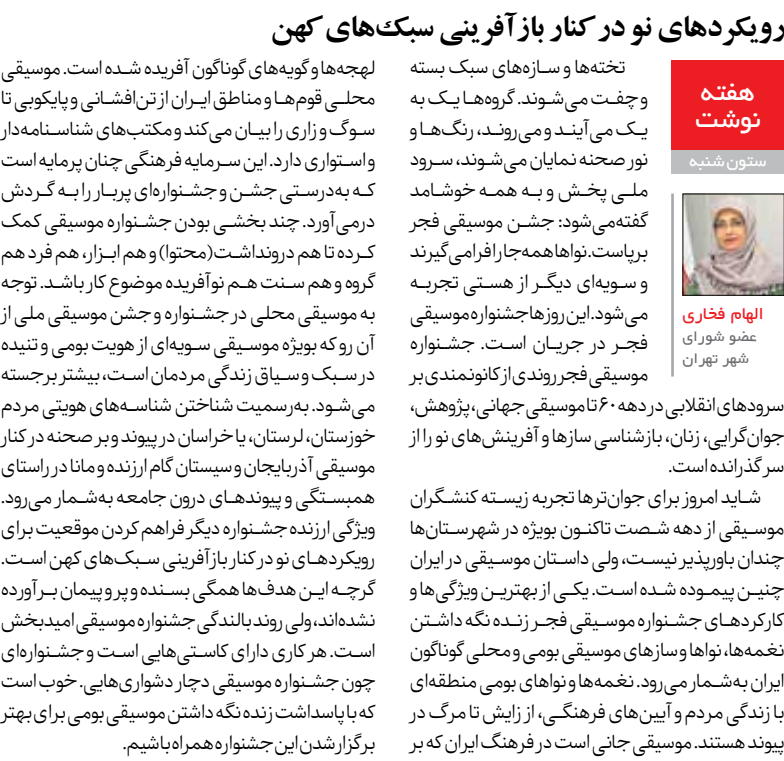 رویکردهای نو در کنار بازآفرینی سبک‌های کهن
هفته
نوشت
ستون شنبه
الهام فخاری
عضو شورای
شهر تهران
تخته‌ها و سازه‌های سبک بسته
و چفت می‌شوند. گروه‌ها یک به
یک می‌آیند و می‌روند، رنگ‌ها و
نور صحنه نمایان می‌شوند، سرود
ملی پخش و به همه خوشامد
گفته می‌شود: جشن موسیقی فجر
برپاست. نواها همه جا را فرامی‌گیرند
و سویه‌ای دیگر از هستی تجربه
می‌شود. این روزها جشنواره موسیقی
فجر در جریان است. جشنواره
موسیقی فجر روندی از کانونمندی بر
سرودهای انقلابی در دهه ۶۰ تا موسیقی جهانی، پژوهش،
جوان‌گرایی، زنان، بازشناسی سازها و آفرینش‌های نو را از
سر گذرانده است.
شاید امروز برای جوان‌ترها تجربه زیسته کنشگران
موسیقی از دهه شصت تاکنون بویژه در شهرستان‌ها
چندان باورپذیر نیست، ولی داستان موسیقی در ایران
چنین پیموده شده است. یکی از بهترین ویژگی‌ها و
کارکردهای جشنواره موسیقی فجر زنده نگه داشتن
نغمه‌ها، نواها و سازهای موسیقی بومی و محلی گوناگون
ایران به‌شمار می‌رود. نغمه‌ها و نواهای بومی منطقه‌ای
با زندگی مردم و آیین‌های فرهنگی، از زایش تا مرگ در
پیوند هستند. موسیقی جانی است در فرهنگ ایران که بر
لهجه‌ها و گویه‌های گوناگون آفریده شده است. موسیقی
محلی قوم‌ها و مناطق ایران از تن‌افشانی و پایکوبی تا
سوگ و زاری را بیان می‌کند و مکتب‌های شناسنامه‌دار
و استواری دارد. این سرمایه فرهنگی چنان پرمایه است
که به‌درستی جشن و جشنواره‌ای پربار را به گردش
درمی‌آورد. چند بخشی بودن جشنواره موسیقی کمک
کرده تا هم درونداشت (محتوا) و هم ابزار، هم فرد هم
گروه و هم سنت هم نوآفریده موضوع کار باشد. توجه
به موسیقی محلی در جشنواره و جشن موسیقی ملی از
آن رو که بویژه موسیقی سویه‌ای از هویت بومی و تنیده
در سبک و سیاق زندگی مردمان است، بیشتر برجسته
می‌شود. به‌رسمیت شناختن شناسه‌های هویتی مردم
خوزستان، لرستان، یا خراسان در پیوند و بر صحنه در کنار
موسیقی آذربایجان و سیستان گام ارزنده و مانا در راستای
همبستگی و پیوندهای درون جامعه به‌شمار می‌رود.
ویژگی ارزنده جشنواره دیگر فراهم کردن موقعیت برای
رویکردهای نو در کنار بازآفرینی سبک‌های کهن است.
گرچه این هدف‌ها همگی بسنده و پر و پیمان برآورده
نشده‌اند، ولی روند بالندگی جشنواره موسیقی امیدبخش
است. هر کاری دارای کاستی‌هایی است و جشنواره‌ای
چون جشنواره موسیقی دچار دشواری‌هایی. خوب است
که با پاسداشت زنده نگه داشتن موسیقی بومی برای بهتر
برگزار شدن این جشنواره همراه باشیم.